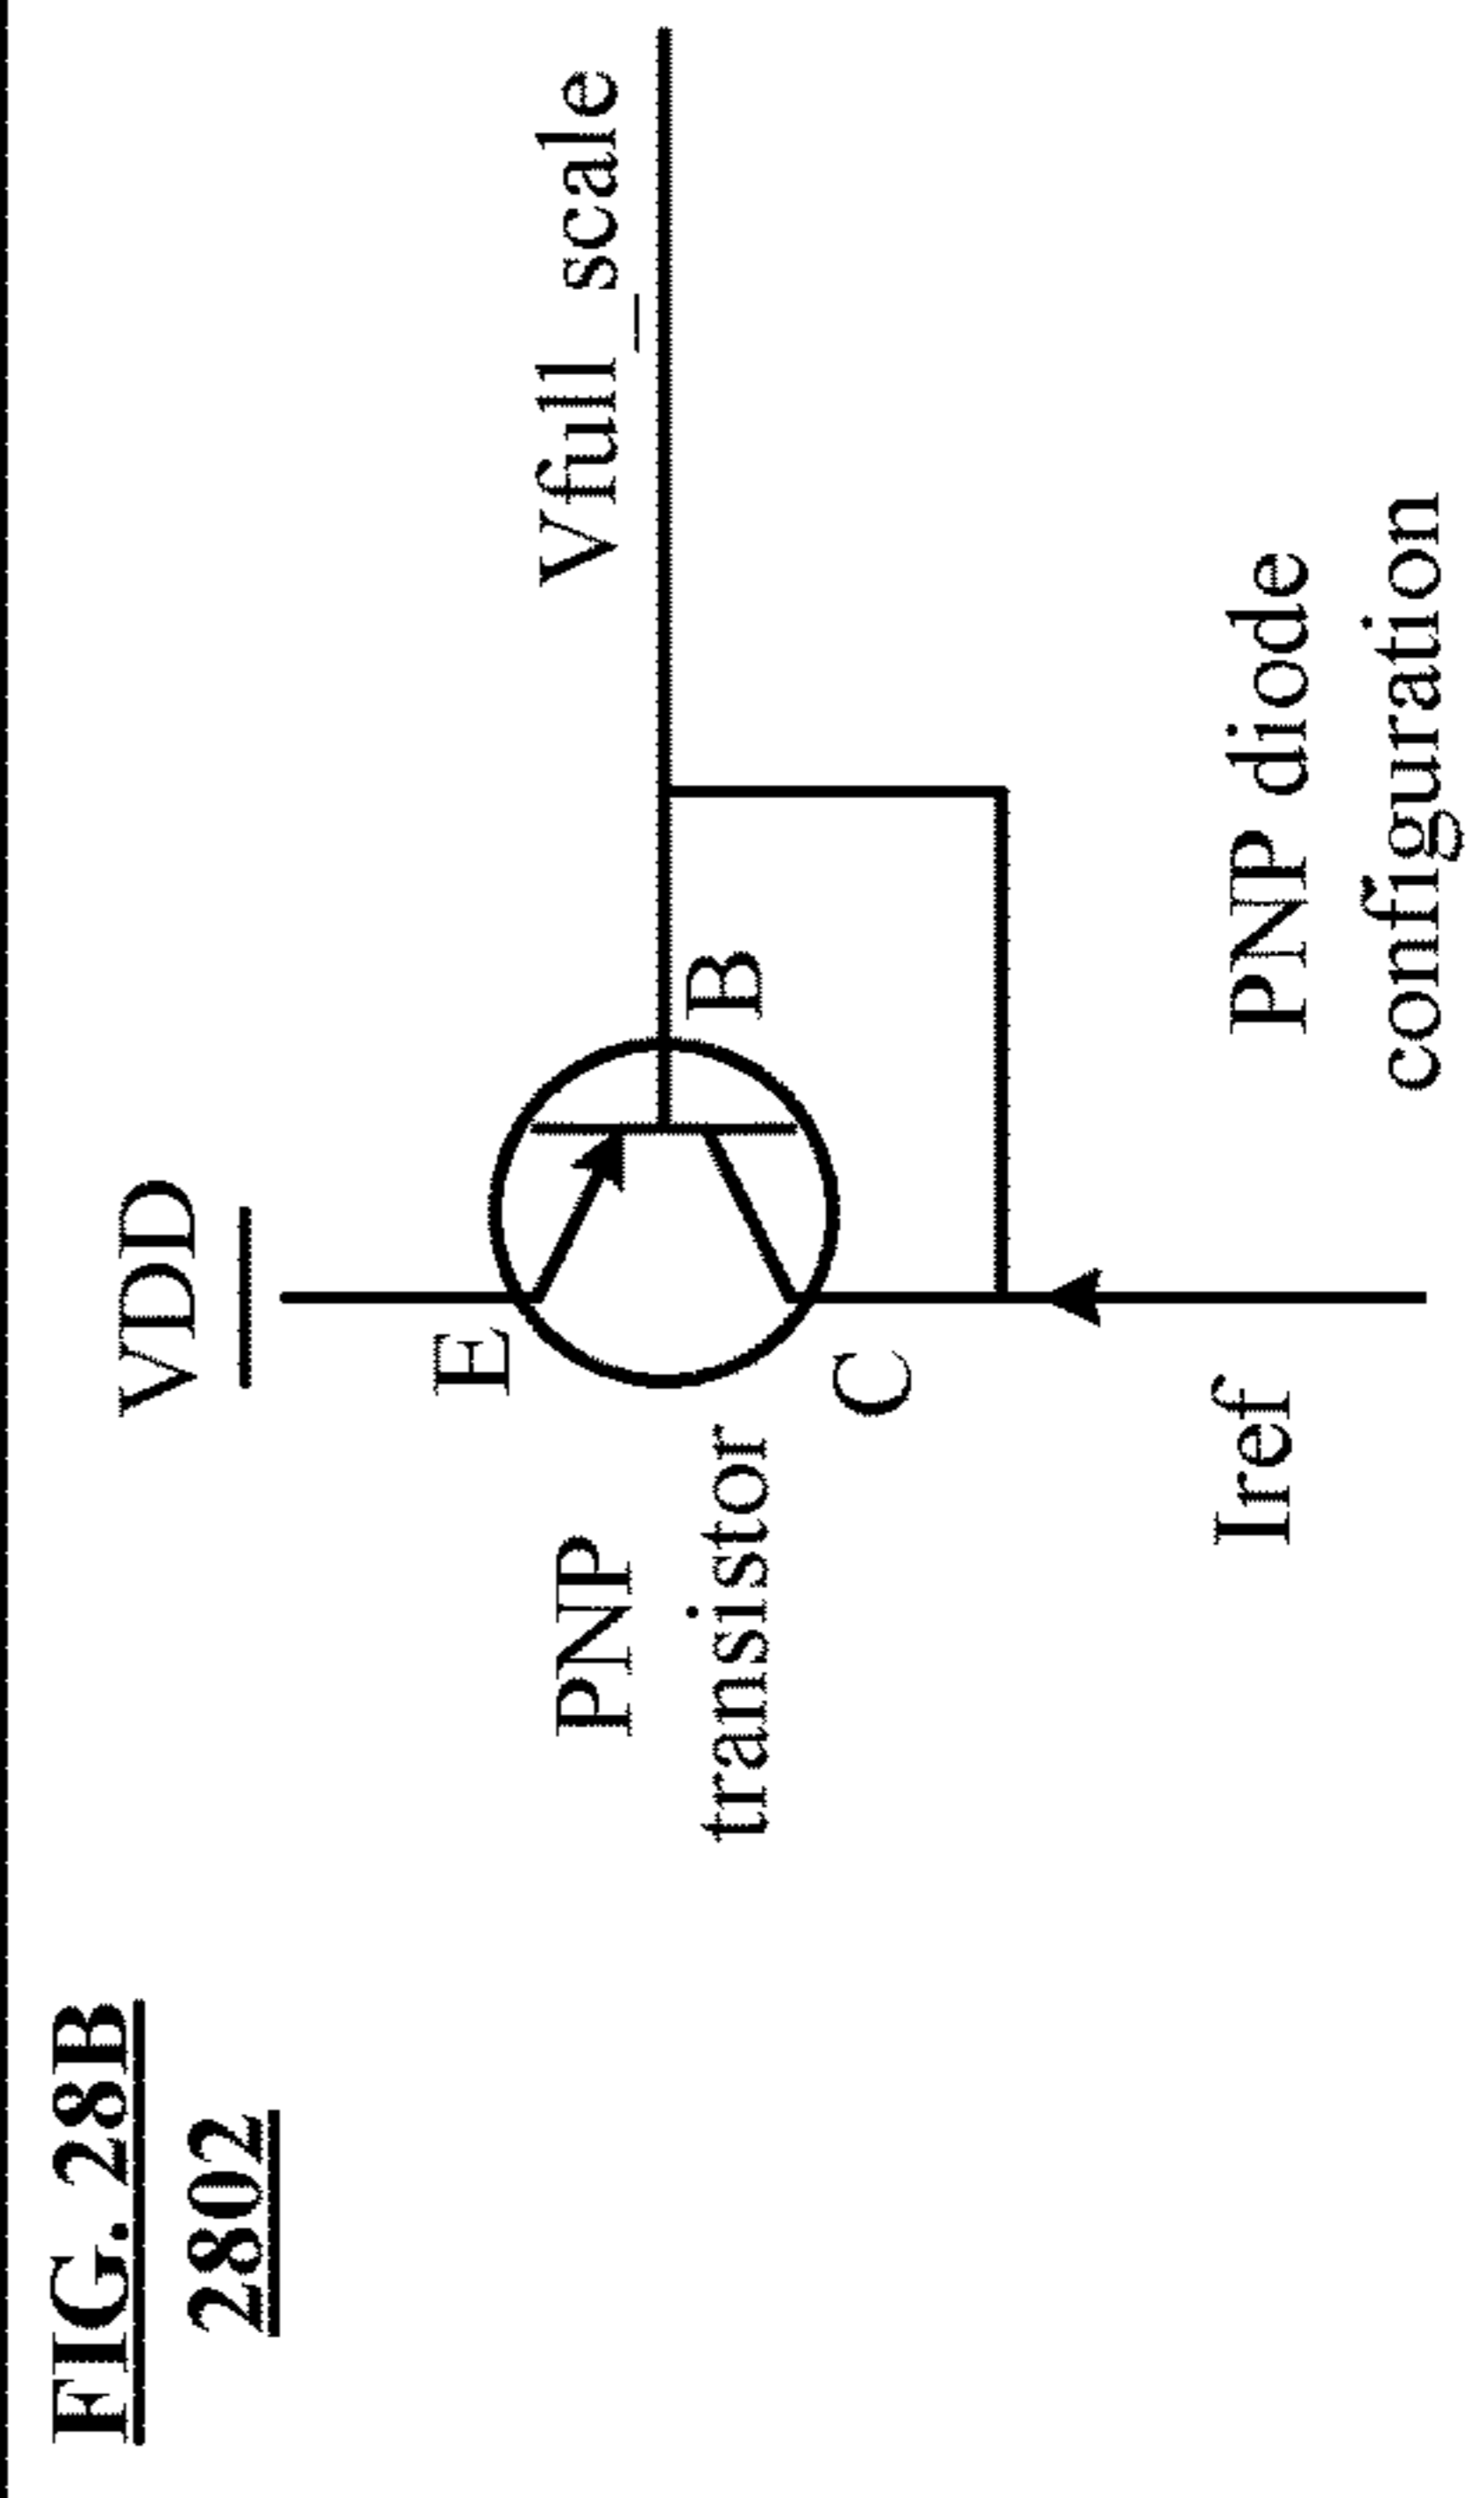 FIG. 28B
2802
VDD
Vfull_scale
E
PNP
transistor
B
C
Iref
PNP diode
configuration